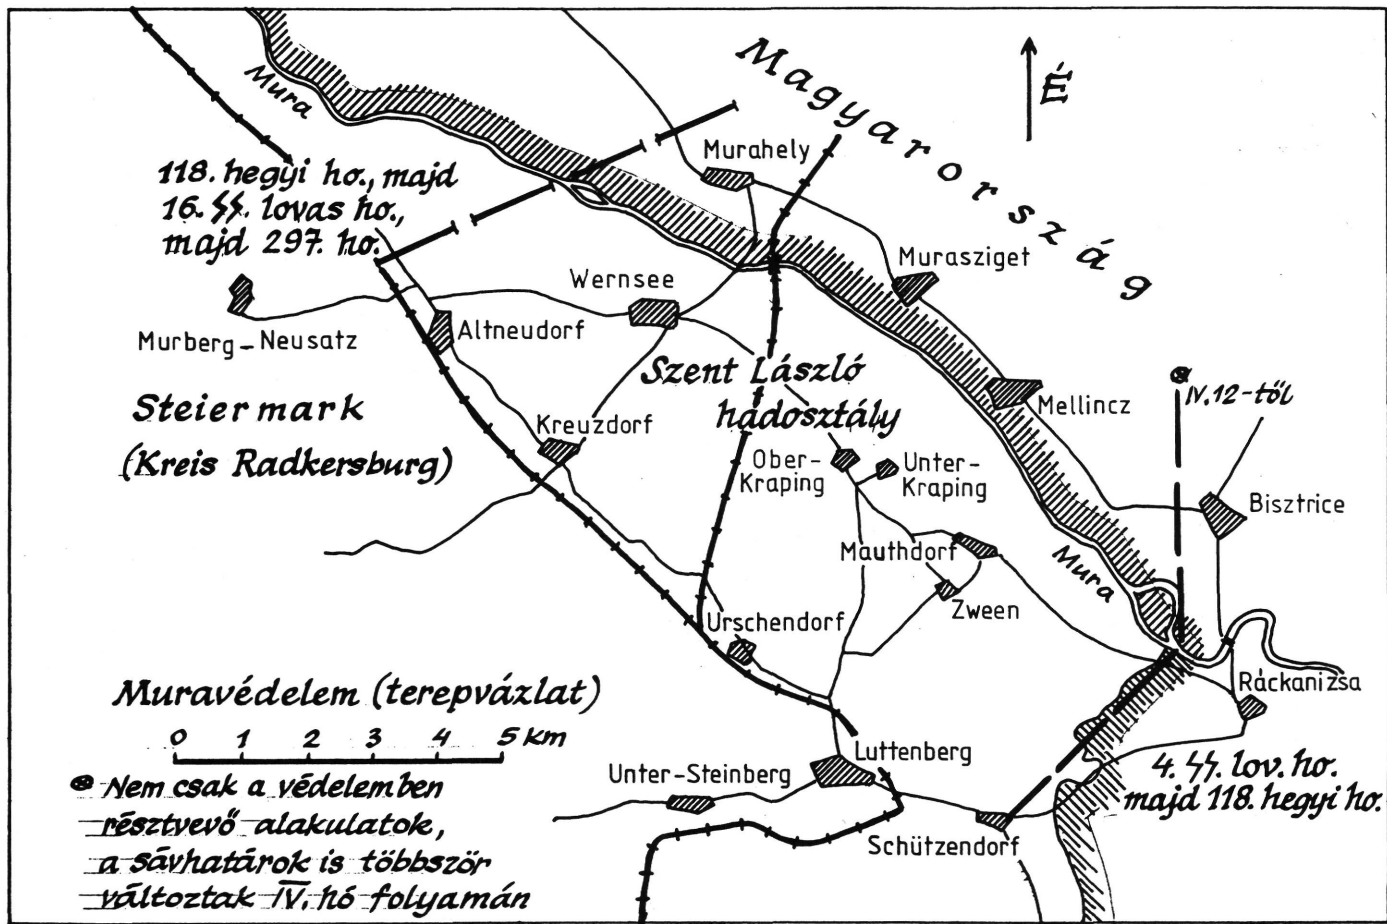 Magyarország
É
Mura
Murahely
118. hegyi ho., majd
16. SS. lovas ho.,
majd 297. ho.
Murasziget
Wernsee
Altneudorf
Murberg-Neusatz
Szent László
hadosztály
Steiermark
(Kreis Radkersburg)
Mellincz
IV. 12-től
Kreuzdorf
Ober-
Kraping
Unter-
Kraping
Bisztrice
Mauthdorf
Mura
Zween
Urschendorf
Ráckanizsa
Muravédelem (terepvázlat)
0 1 2 3 4 5 km
Luttenberg
Unter-Steinberg
4. SS. lov. ho.
majd 118. hegyi ho.
Schützendorf
Nem csak a védelemben
résztvevő alakulatok,
a sávhatárok is többször
változtak IV. hó folyamán